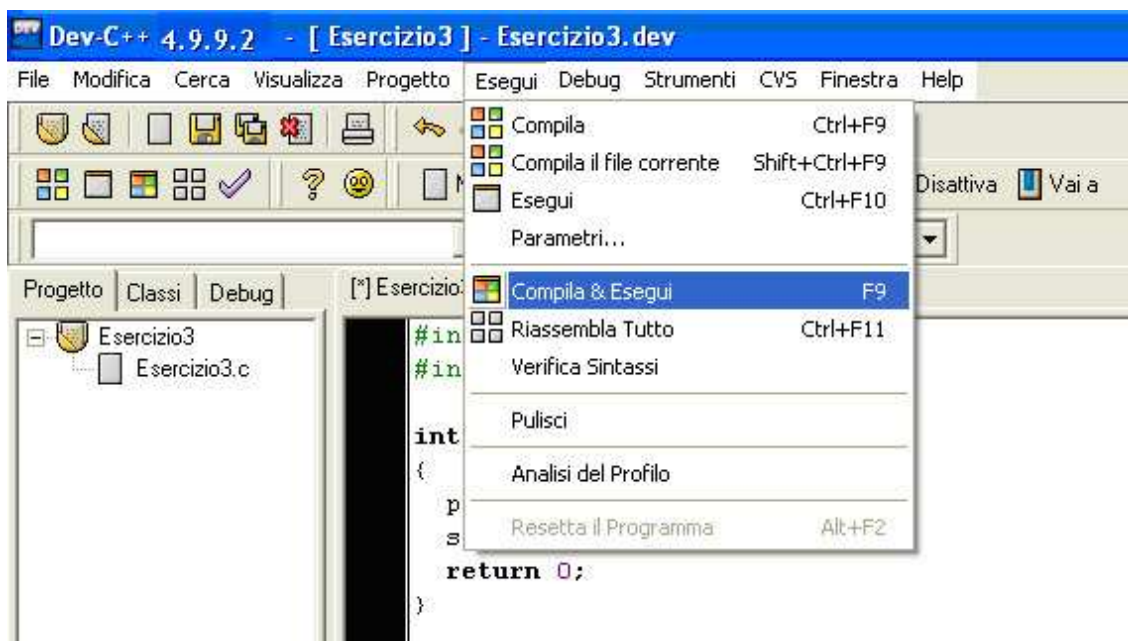 Dev-C++ 4.9.9.2 - [ Esercizio3 ] - Esercizio3.dev
File Modifica Cerca Visualizza Progetto Esegui Debug Strumenti CVS Finestra Help
Compila Ctrl+F9
Compila il file corrente Shift+Ctrl+F9
Disattiva Vai a
Esegui Ctrl+F10
Parametri...
Progetto Classi Debug [*] Esercizio
Compila & Esegui F9
Esercizio3
#in
Riassembla Tutto Ctrl+F11
Esercizio3.c
#in
Verifica Sintassi
Pulisci
int
{
Analisi del Profilo
p
Resetta il Programma Alt+F2
s
return 0;
}